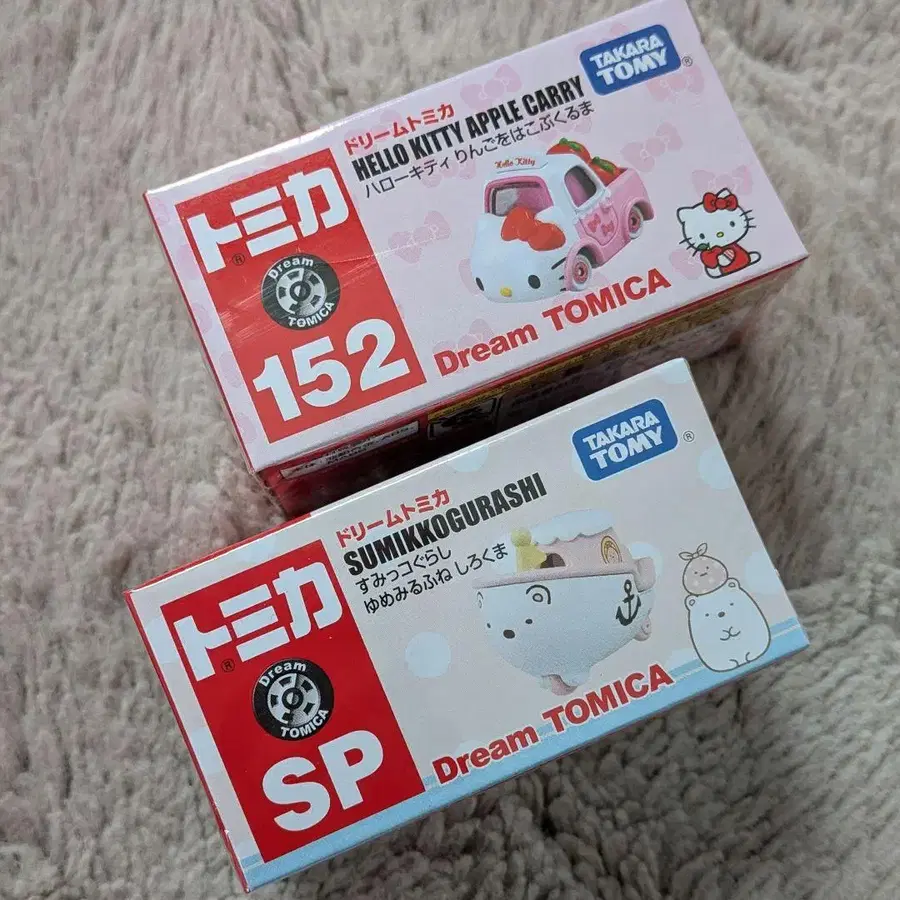 トミカ
®
Dream
TOMICA
152
ドリームトミカ
HELLO KITTY APPLE CARRY
ハローキティ りんごをはこぶくるま
TAKARA
TOMY
®
Hello Kitty
Dream TOMICA
トミカ
®
Dream
TOMICA
SP
ドリームトミカ
SUMIKKOGURASHI
すみっコぐらし
ゆめみるふね しろくま
TAKARA
TOMY
®
Dream TOMICA